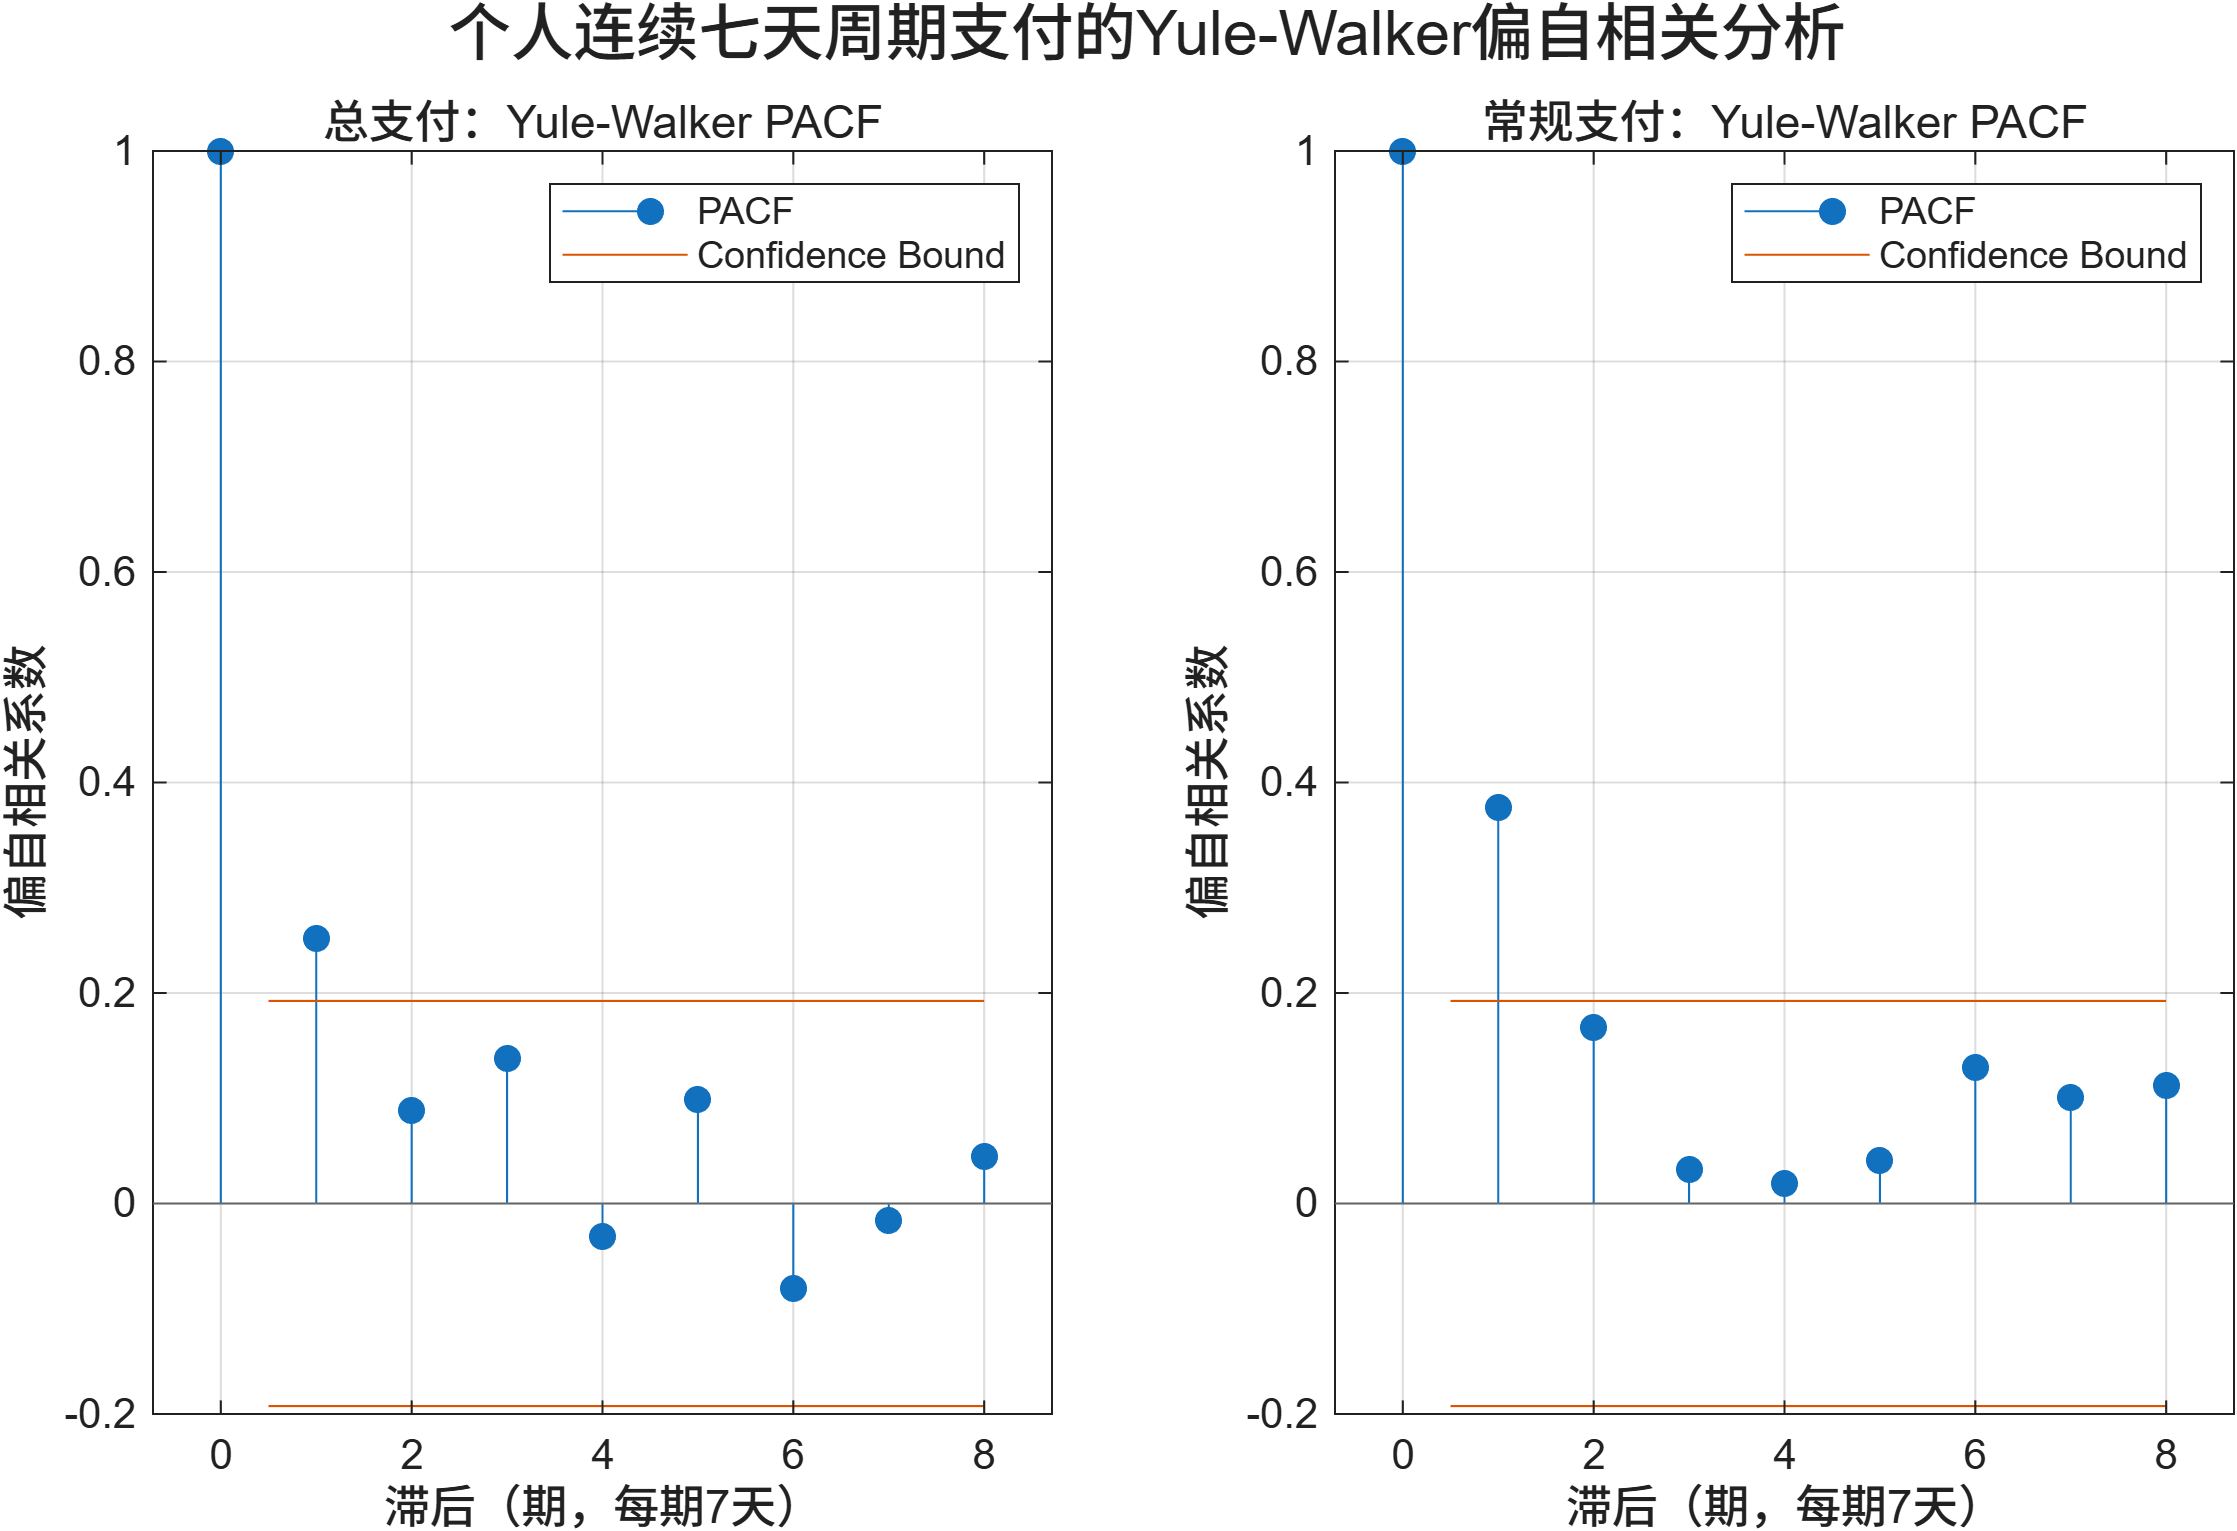 个人连续七天周期支付的Yule-Walker偏自相关分析
总支付：Yule-Walker PACF
1
0.8
0.6
0.4
0.2
0
-0.2
偏自相关系数
PACF
Confidence Bound
0 2 4 6 8
滞后（期，每期7天）
常规支付：Yule-Walker PACF
1
0.8
0.6
0.4
0.2
0
-0.2
偏自相关系数
PACF
Confidence Bound
0 2 4 6 8
滞后（期，每期7天）